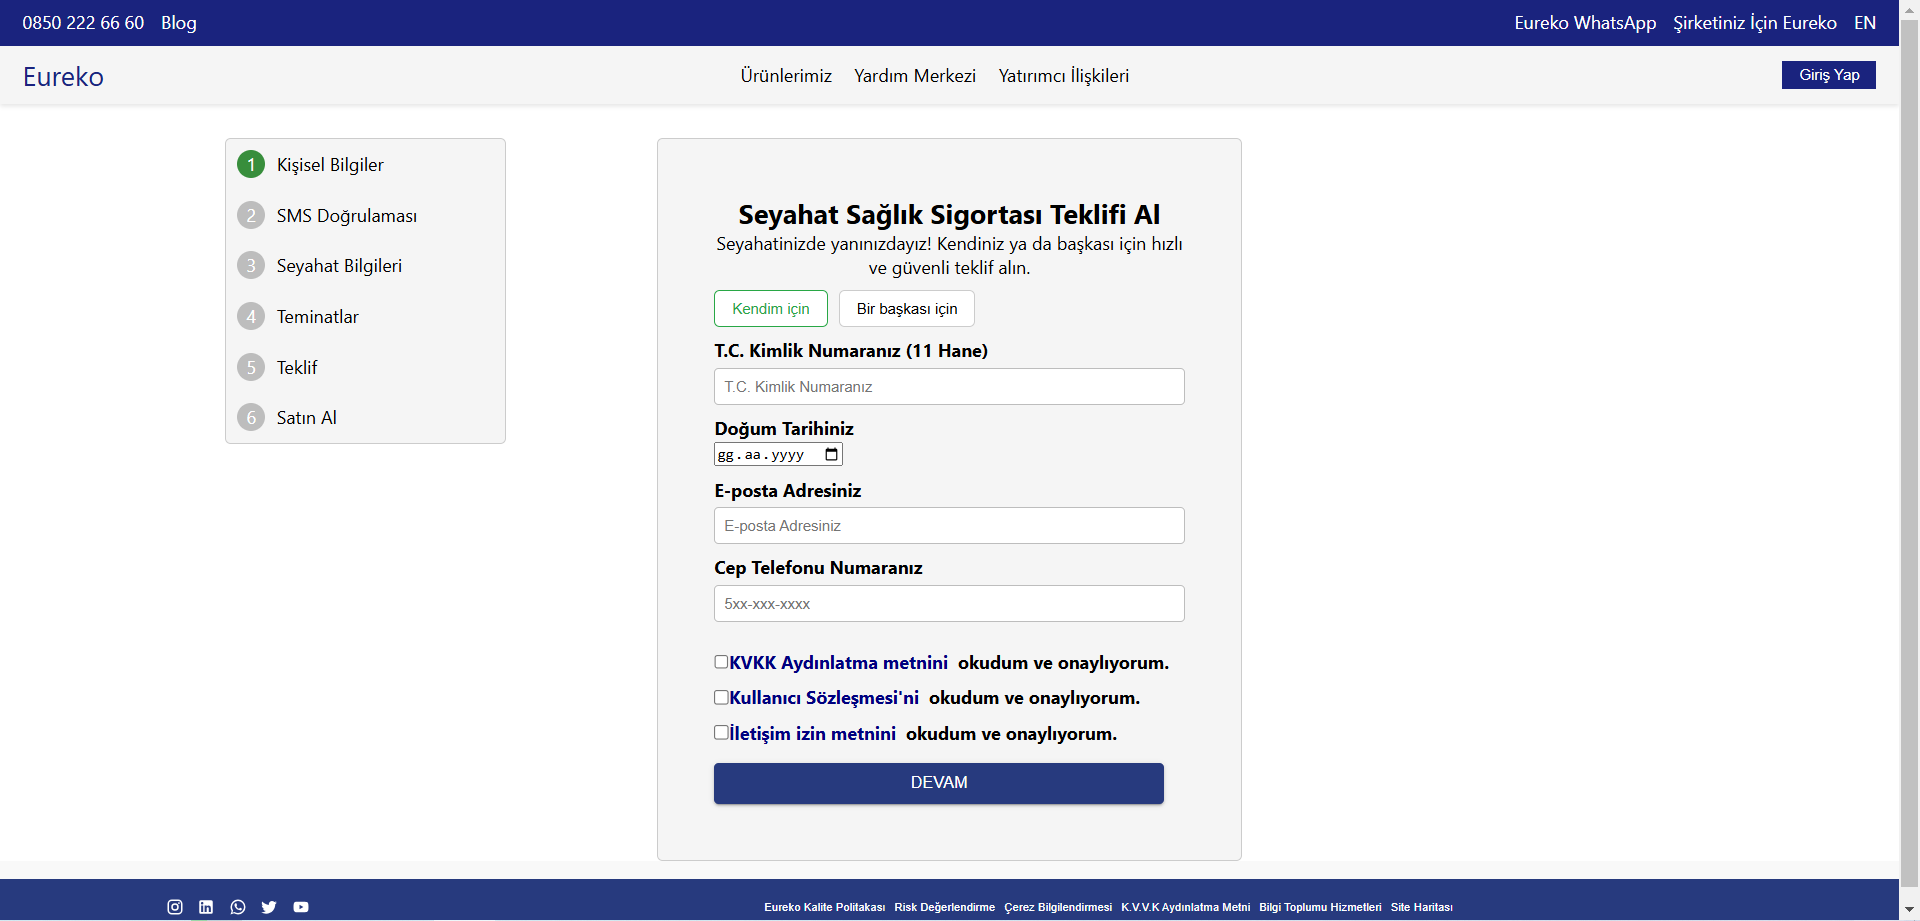 0850 222 66 60 Blog Eureko WhatsApp Şirketiniz İçin Eureko EN
Eureko Ürünlerimiz Yardım Merkezi Yatırımcı İlişkileri Giriş Yap
1 Kişisel Bilgiler
2 SMS Doğrulaması
3 Seyahat Bilgileri
4 Teminatlar
5 Teklif
6 Satın Al
Seyahat Sağlık Sigortası Teklifi Al
Seyahatinizde yanınızdayız! Kendiniz ya da başkası için hızlı
ve güvenli teklif alın.
Kendim için Bir başkası için
T.C. Kimlik Numaranız (11 Hane)
T.C. Kimlik Numaranız
Doğum Tarihiniz
gg.aa.yyyy
E-posta Adresiniz
E-posta Adresiniz
Cep Telefonu Numaranız
5xx-xxx-xxxx
KVKK Aydınlatma metnini okudum ve onaylıyorum.
Kullanıcı Sözleşmesi'ni okudum ve onaylıyorum.
İletişim izin metnini okudum ve onaylıyorum.
DEVAM
Eureko Kalite Politakası Risk Değerlendirme Çerez Bilgilendirmesi K.V.V.K Aydınlatma Metni Bilgi Toplumu Hizmetleri Site Haritası